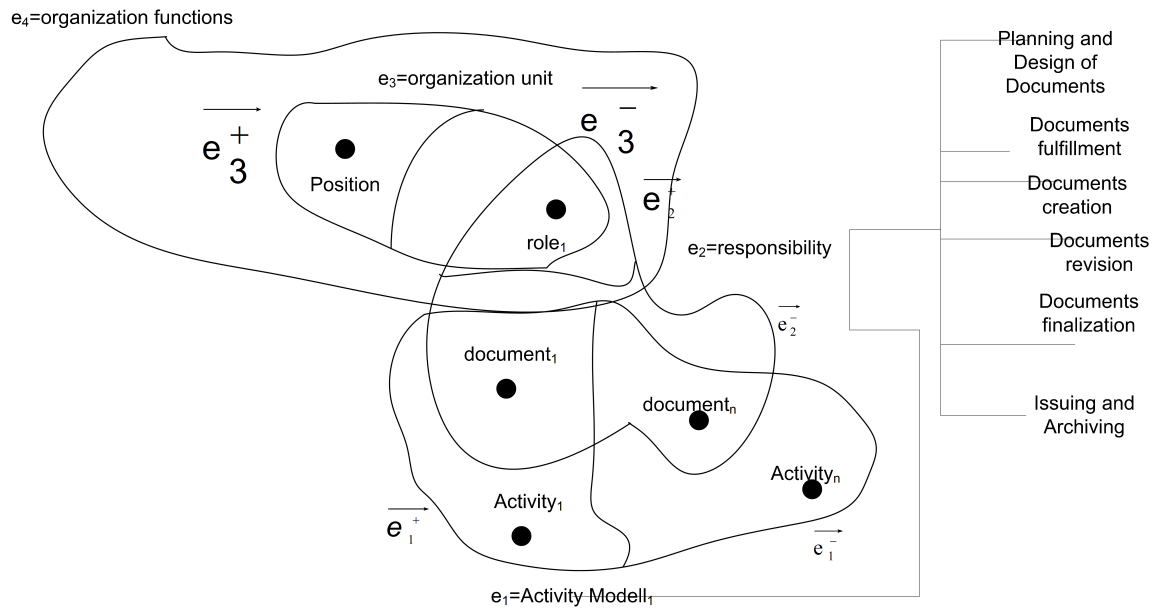 e₄=organization functions
e₃=organization unit
e⁺₃
e⁻₃
Position
role₁
e⁺₂
e₂=responsibility
e⁻₂
document₁
documentₙ
Activityₙ
Activity₁
e⁺₁
e⁻₁
e₁=Activity Modell₁
Planning and
Design of
Documents
Documents
fulfillment
Documents
creation
Documents
revision
Documents
finalization
Issuing and
Archiving